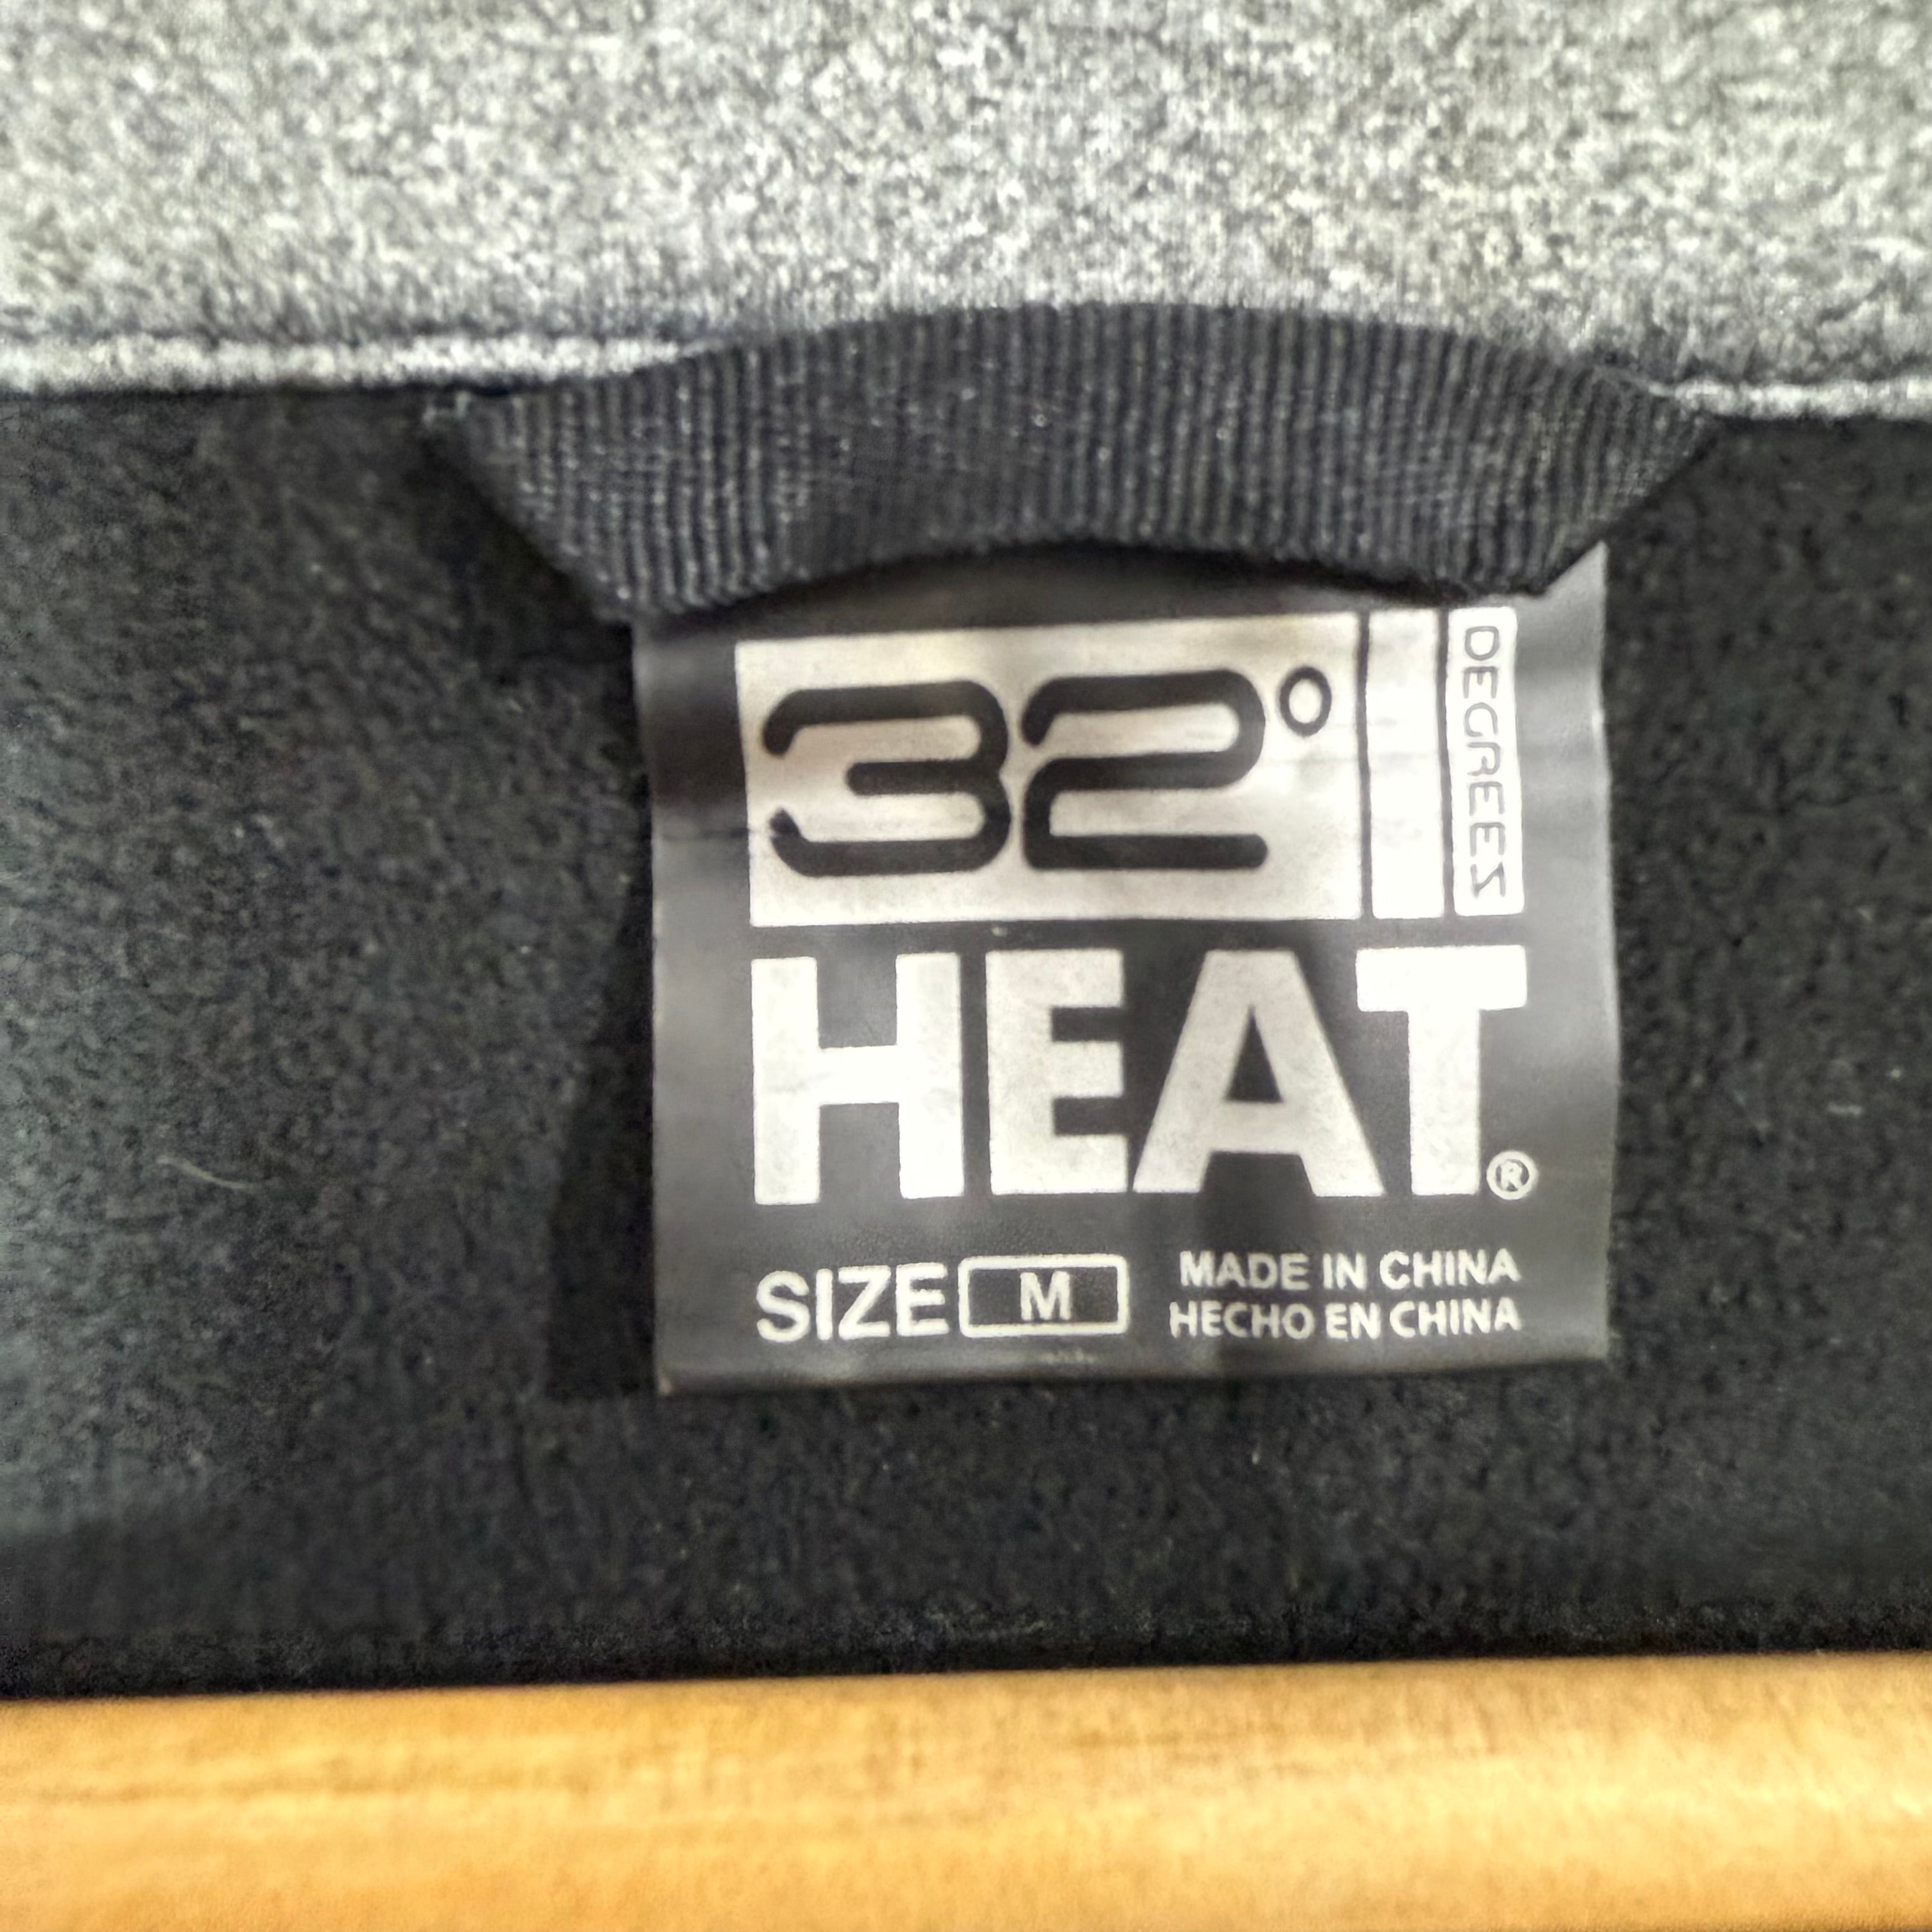 32° DEGREES
HEAT®
SIZE M
MADE IN CHINA
HECHO EN CHINA